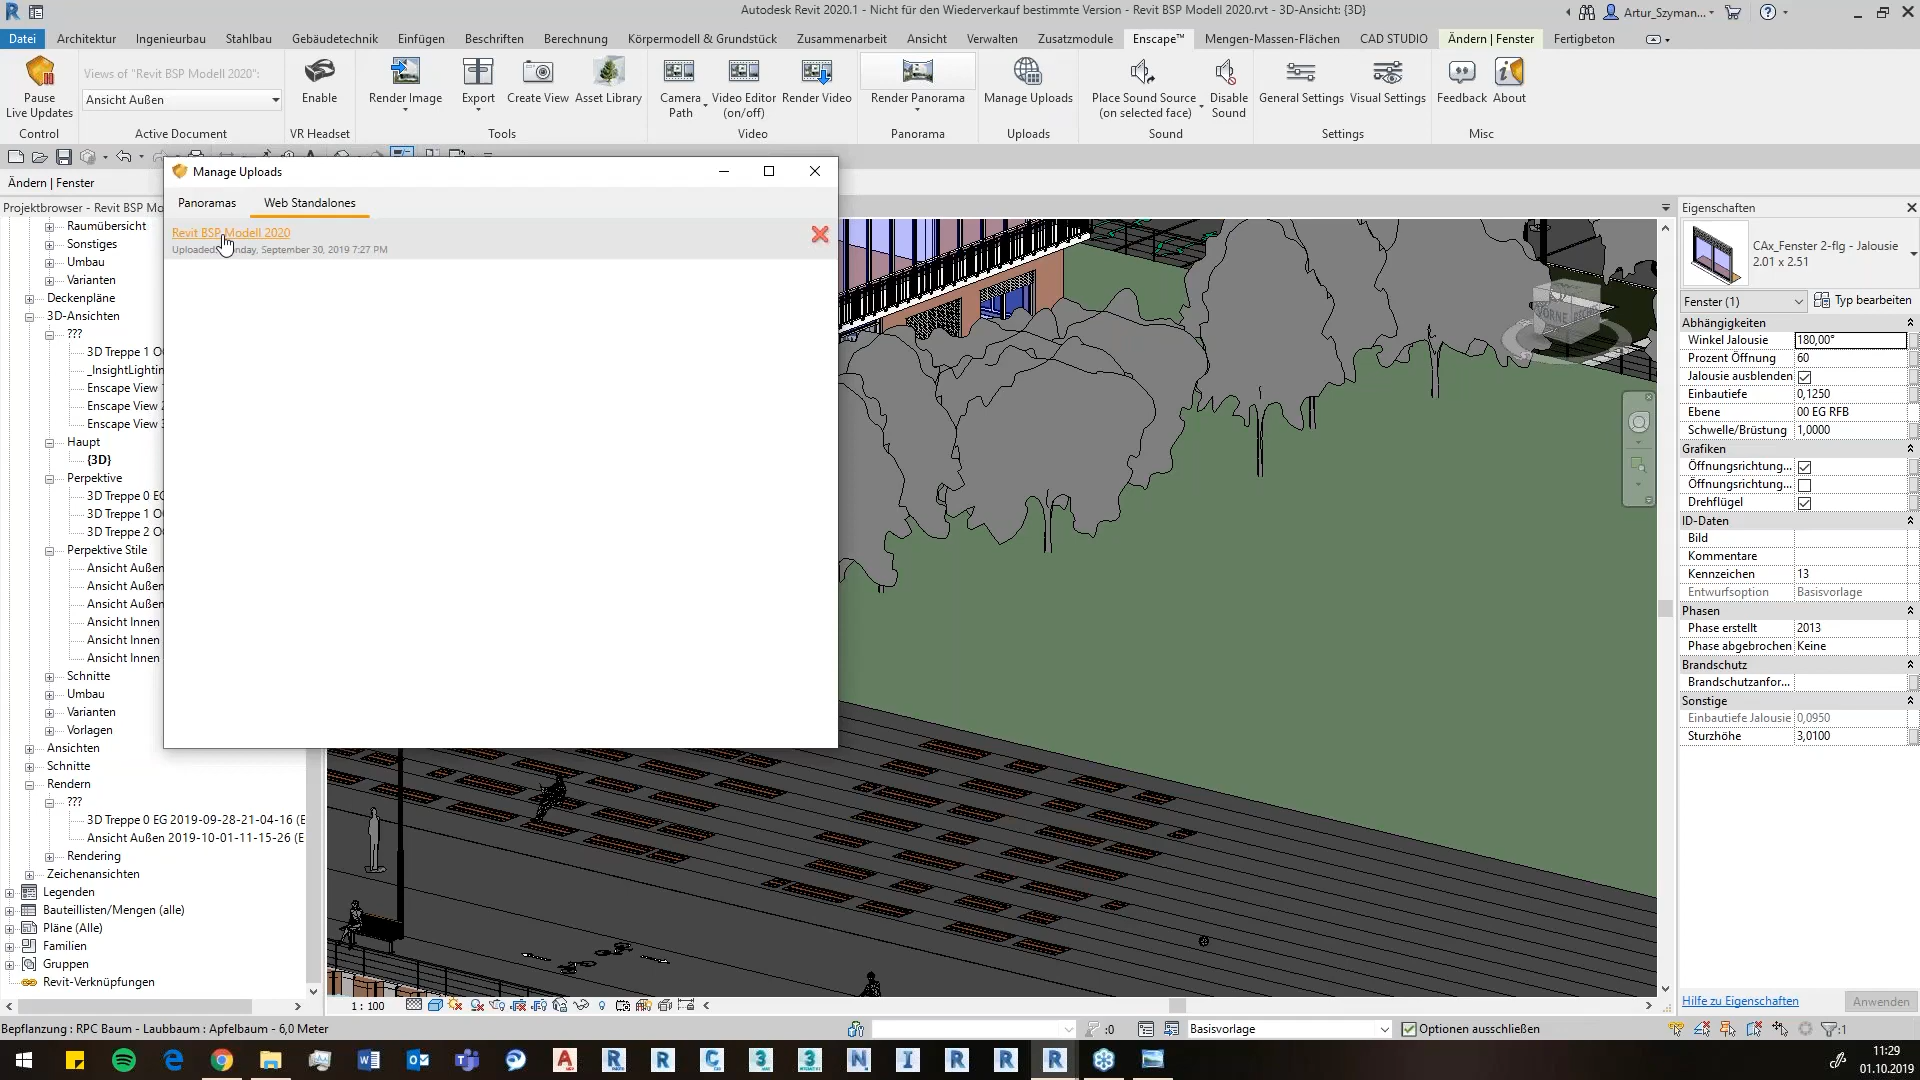 Autodesk Revit 2020.1 - Nicht für den Wiederverkauf bestimmte Version - Revit BSP Modell 2020.rvt - 3D-Ansicht: {3D}
Artur_Szyman...
Datei Architektur Ingenieurbau Stahlbau Gebäudetechnik Einfügen Beschriften Berechnung Körpermodell & Grundstück Zusammenarbeit Ansicht Verwalten Zusatzmodule Enscape™ Mengen-Massen-Flächen CAD STUDIO Ändern | Fenster Fertigbeton
Pause
Live Updates
Views of "Revit BSP Modell 2020":
Ansicht Außen
Enable
Render Image
Export
Create View
Asset Library
Camera
Path
Video Editor
(on/off)
Render Video
Render Panorama
Manage Uploads
Place Sound Source
(on selected face)
Disable
Sound
General Settings
Visual Settings
Feedback
About
Control Active Document VR Headset Tools Video Panorama Uploads Sound Settings Misc
Ändern | Fenster
Projektbrowser - Revit BSP Mo
Raumübersicht
Sonstiges
Umbau
Varianten
Deckenpläne
3D-Ansichten
???
3D Treppe 1 O
_InsightLightin
Enscape View
Enscape View
Enscape View
Haupt
{3D}
Perpektive
3D Treppe 0 EG
3D Treppe 1 O
3D Treppe 2 O
Perpektive Stile
Ansicht Außen
Ansicht Außen
Ansicht Außen
Ansicht Innen
Ansicht Innen
Ansicht Innen
Schnitte
Umbau
Varianten
Vorlagen
Ansichten
Schnitte
Rendern
???
3D Treppe 0 EG 2019-09-28-21-04-16 (E
Ansicht Außen 2019-10-01-11-15-26 (E
Rendering
Zeichenansichten
Legenden
Bauteillisten/Mengen (alle)
Pläne (Alle)
Familien
Gruppen
Revit-Verknüpfungen
Manage Uploads
Panoramas Web Standalones
Revit BSP Modell 2020
September 30, 2019 7:27 PM
VORNE
Eigenschaften
CAx_Fenster 2-flg - Jalousie
2.01 x 2.51
Fenster (1) Typ bearbeiten
Abhängigkeiten
Winkel Jalousie 180,00°
Prozent Öffnung 60
Jalousie ausblenden
Einbautiefe 0,1250
Ebene 00 EG RFB
Schwelle/Brüstung 1,0000
Grafiken
Öffnungsrichtung...
Öffnungsrichtung...
Drehflügel
ID-Daten
Bild
Kommentare
Kennzeichen 13
Entwurfsoption Basisvorlage
Phasen
Phase erstellt 2013
Phase abgebrochen Keine
Brandschutz
Brandschutzanfor...
Sonstige
Einbautiefe Jalousie 0,0950
Sturzhöhe 3,0100
Hilfe zu Eigenschaften Anwenden
1 : 100
Bepflanzung : RPC Baum - Laubbaum : Apfelbaum - 6,0 Meter
:0
Basisvorlage
Optionen ausschließen
:1
11:29
01.10.2019